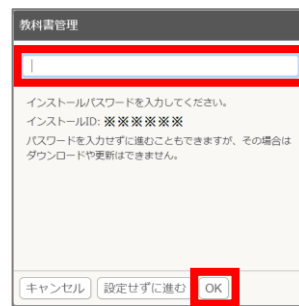 教科書管理
インストールパスワードを入力してください。
インストールID: ※※※※※※
パスワードを入力せずに進むこともできますが、その場合は
ダウンロードや更新はできません。
キャンセル 設定せずに進む OK